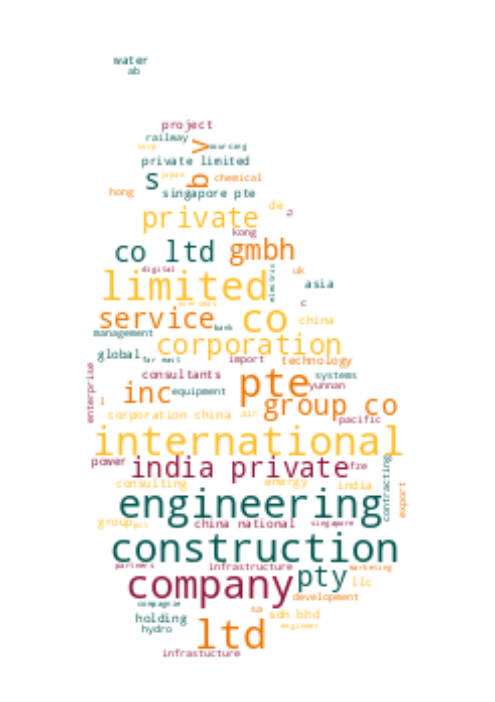 water
ab
project
railway
v
sourcing
corp
private limited
s
japan
b
chemical
hong
singapore pte
de
a
private
kong
co ltd
gmbh
digital
electric
uk
limited
asia
overseas
c
service
co
china
management
bank
corporation
global
far east
import
technology
enterprise
consultants
systems
pte
yunnan
inc
equipment
1
group co
corporation china
air
pacific
international
power
india private
fze
consulting
energy
india
contracting
export
engineering
group
china national
singapore
construction
partners
infrastructure
marketing
company
pty
llc
development
compagnie
sa
holding
sdn bhd
hydro
ltd
engineer
infrastucture